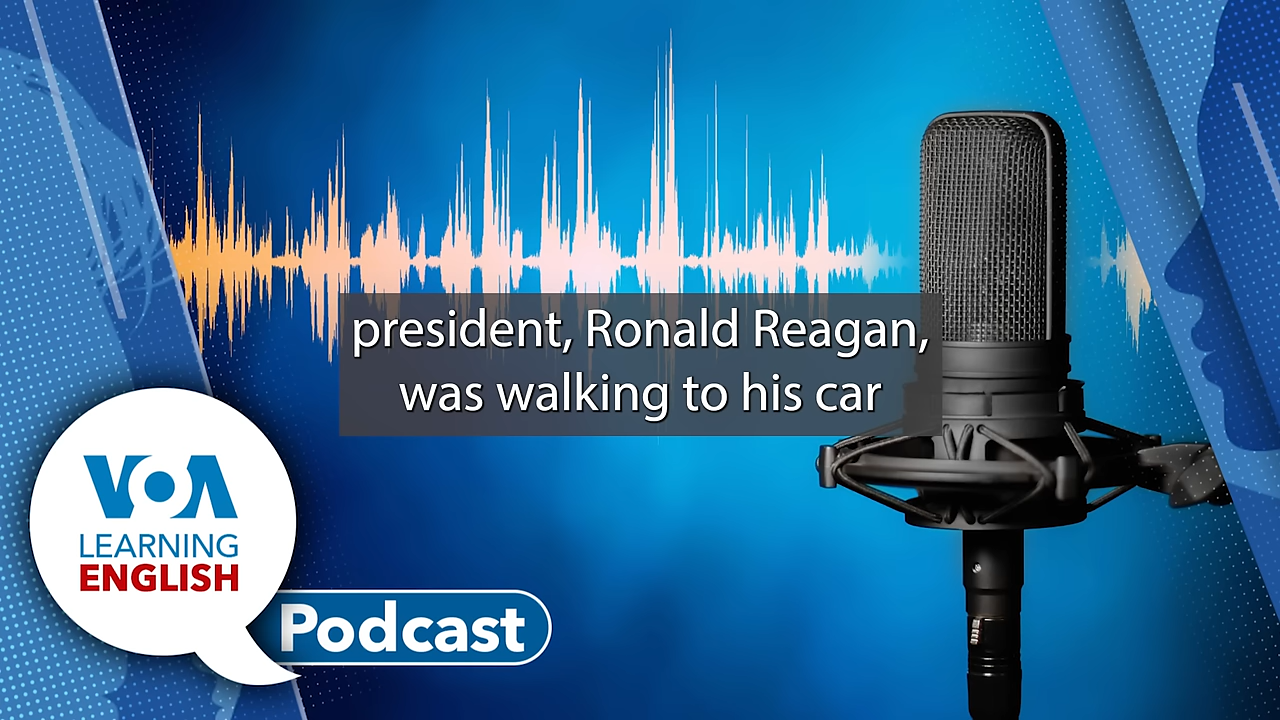 president, Ronald Reagan,
was walking to his car
VOA
LEARNING
ENGLISH
Podcast